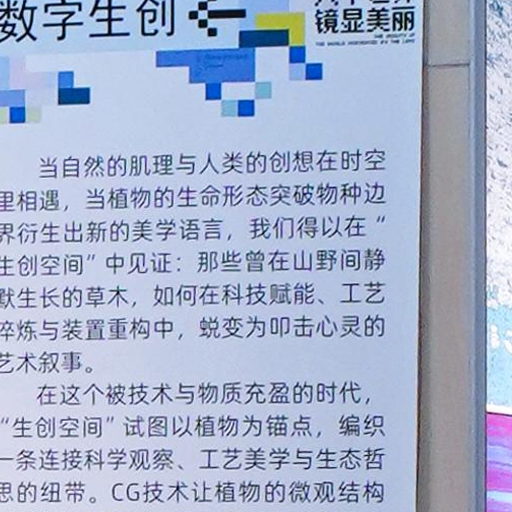 数字生创
镜显美丽
当自然的肌理与人类的创想在时空
里相遇，当植物的生命形态突破物种边
界衍生出新的美学语言，我们得以在“
生创空间”中见证：那些曾在山野间静
默生长的草木，如何在科技赋能、工艺
淬炼与装置重构中，蜕变为叩击心灵的
艺术叙事。
在这个被技术与物质充盈的时代，
“生创空间”试图以植物为锚点，编织
一条连接科学观察、工艺美学与生态哲
思的纽带。CG技术让植物的微观结构